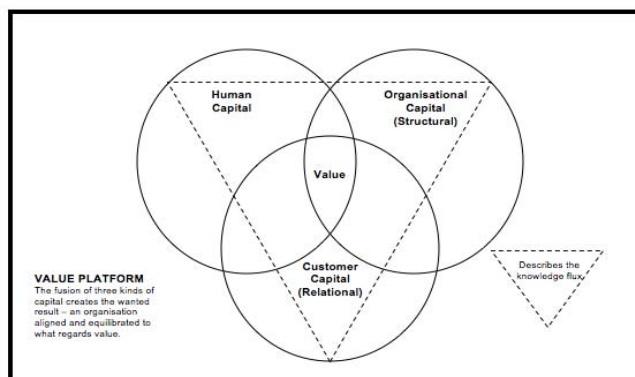 Human
Capital
Organisational
Capital
(Structural)
Value
Customer
Capital
(Relational)
VALUE PLATFORM
The fusion of three kinds of
capital creates the wanted
result – an organisation
aligned and equilibrated to
what regards value.
Describes the
knowledge flux